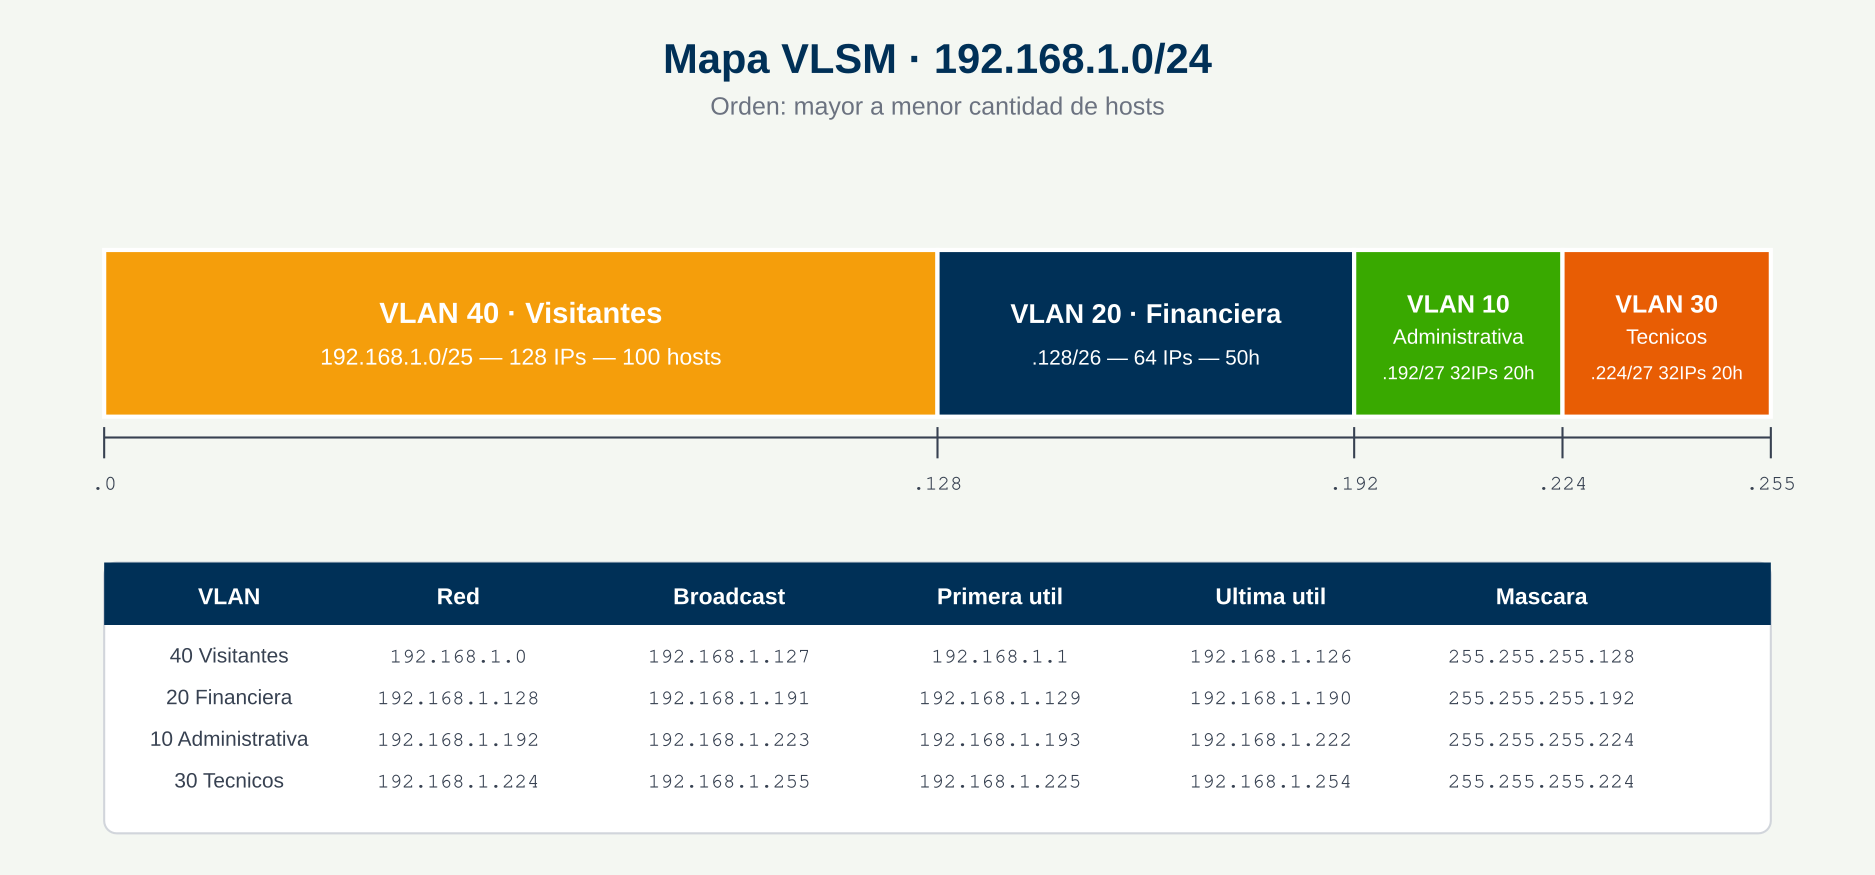 Mapa VLSM · 192.168.1.0/24
Orden: mayor a menor cantidad de hosts
VLAN 40 · Visitantes
192.168.1.0/25 — 128 IPs — 100 hosts
VLAN 20 · Financiera
.128/26 — 64 IPs — 50h
VLAN 10
Administrativa
.192/27 32IPs 20h
VLAN 30
Tecnicos
.224/27 32IPs 20h
.0 .128 .192 .224 .255
VLAN Red Broadcast Primera util Ultima util Mascara
40 Visitantes 192.168.1.0 192.168.1.127 192.168.1.1 192.168.1.126 255.255.255.128
20 Financiera 192.168.1.128 192.168.1.191 192.168.1.129 192.168.1.190 255.255.255.192
10 Administrativa 192.168.1.192 192.168.1.223 192.168.1.193 192.168.1.222 255.255.255.224
30 Tecnicos 192.168.1.224 192.168.1.255 192.168.1.225 192.168.1.254 255.255.255.224